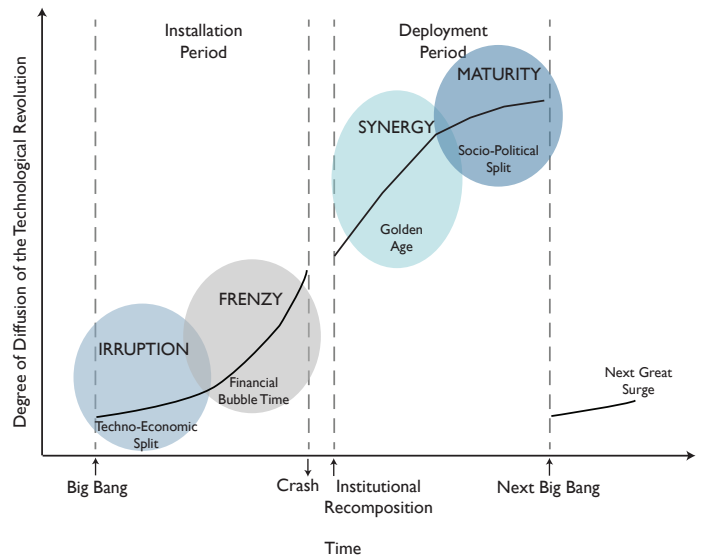 Installation
Period
Deployment
Period
MATURITY
SYNERGY
Socio-Political
Split
Golden
Age
FRENZY
IRRUPTION
Financial
Bubble Time
Techno-Economic
Split
Next Great
Surge
Degree of Diffusion of the Technological Revolution
Big Bang
Crash
Institutional
Recomposition
Next Big Bang
Time